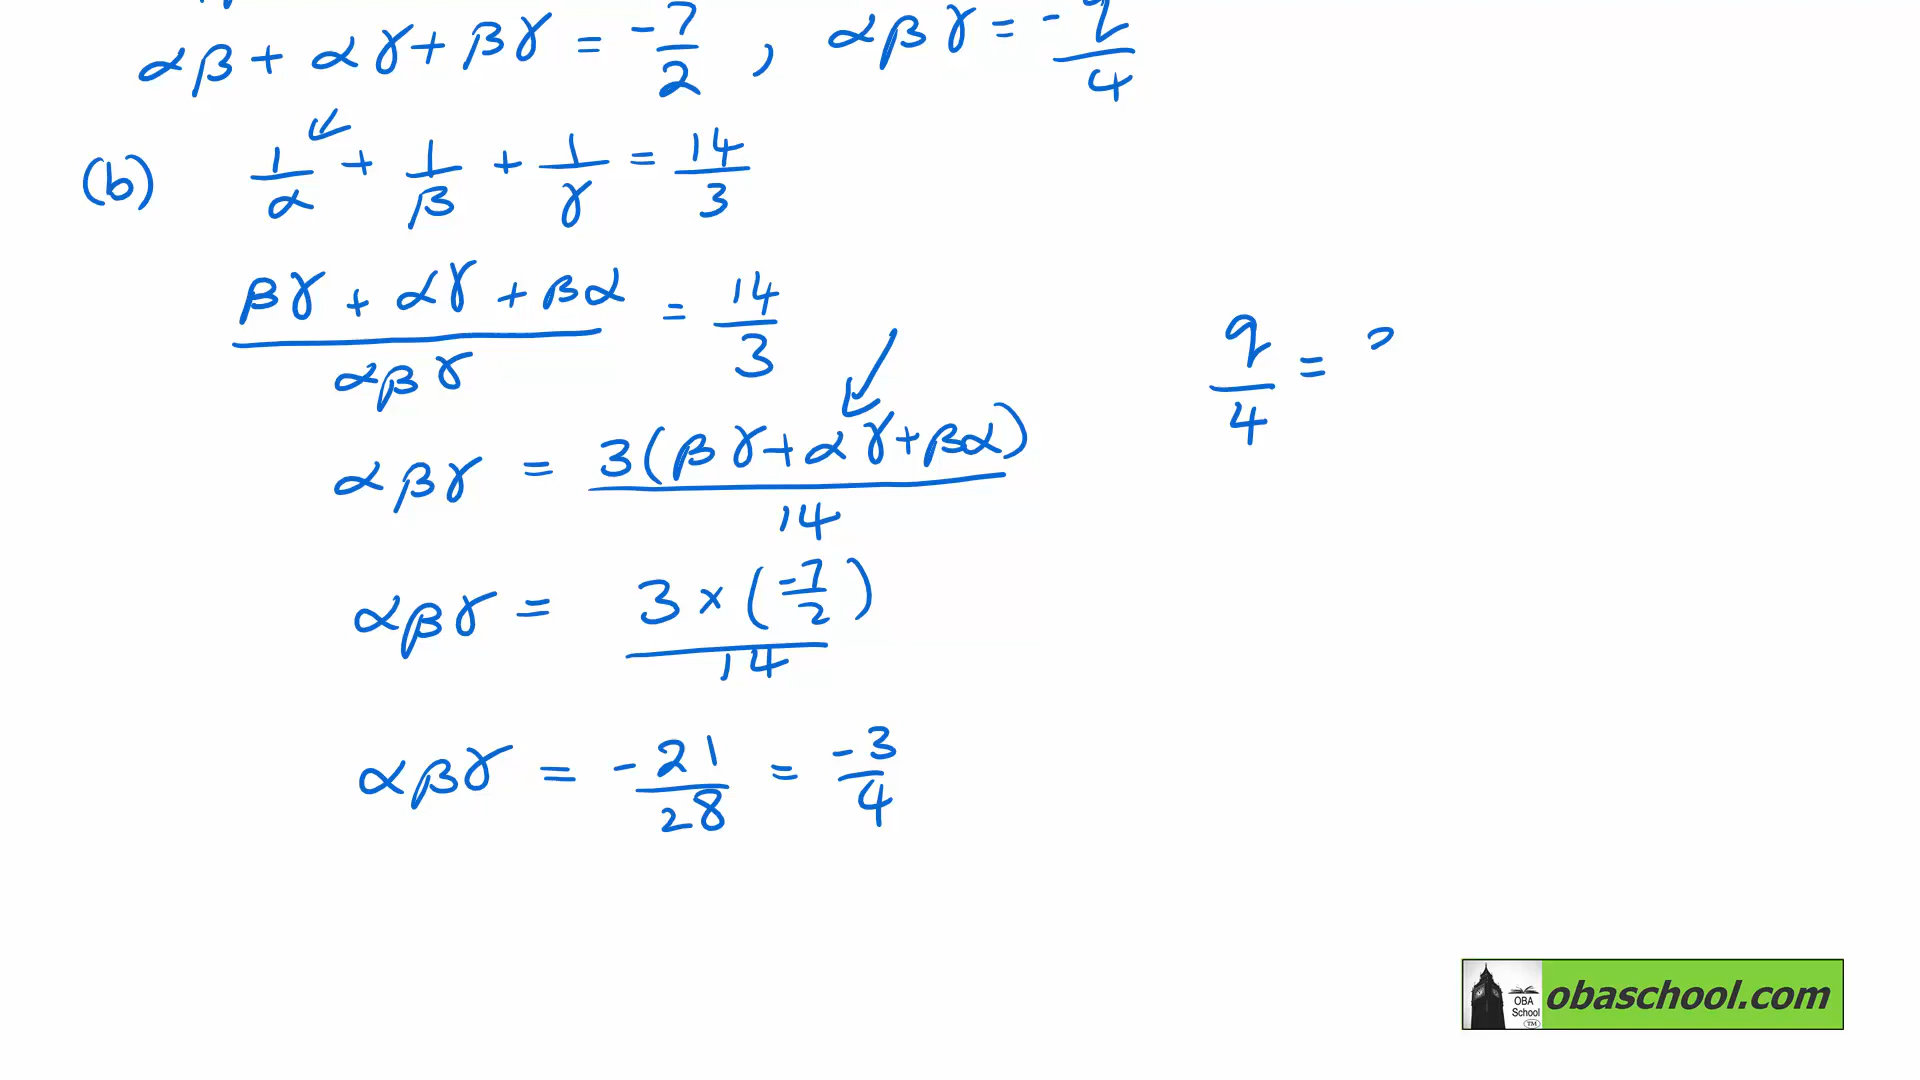 αβ + αγ + βγ = -7/2 , αβγ = -q/4
(b) 1/α + 1/β + 1/γ = 14/3
(βγ + αγ + βα)/αβγ = 14/3
αβγ = 3(βγ+αγ+βα)/14
αβγ = 3 × (-7/2)/14
αβγ = -21/28 = -3/4
q/4 =
OBA School TM
obaschool.com